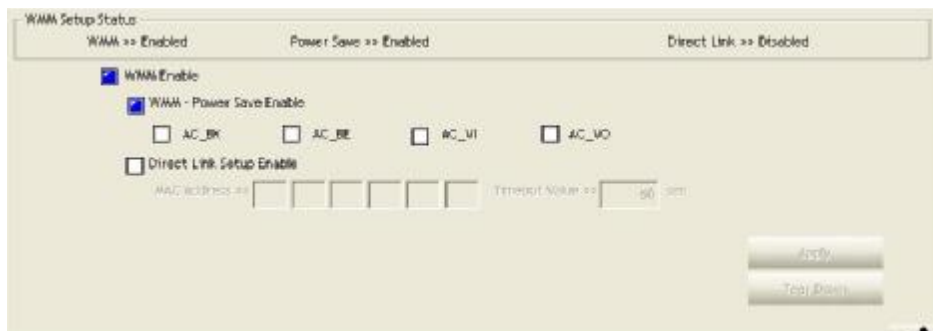 WMM Setup Status
WMM >> Enabled Power Save >> Enabled Direct Link >> Disabled
WMM Enable
WMM - Power Save Enable
AC_BK AC_BE AC_VI AC_VO
Direct Link Setup Enable
MAC Address >> Timeout Value >> 60 sec
Apply
Tear Down